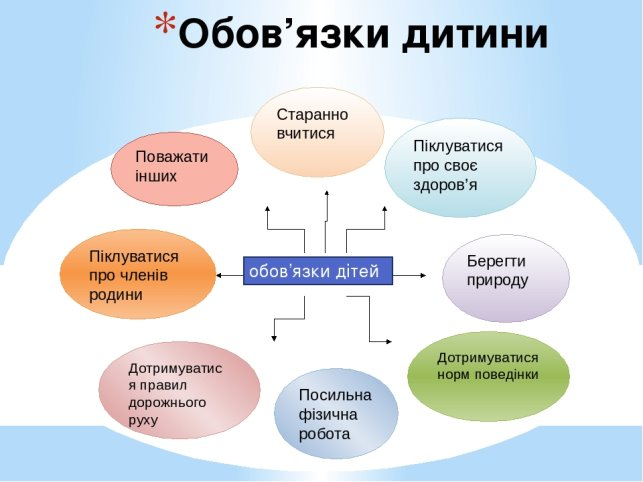 *Обов’язки дитини
Старанно
вчитися
Піклуватися
про своє
здоров’я
Поважати
інших
Піклуватися
про членів
родини
обов’язки дітей
Берегти
природу
Дотримуватис
я правил
дорожнього
руху
Посильна
фізична
робота
Дотримуватися
норм поведінки